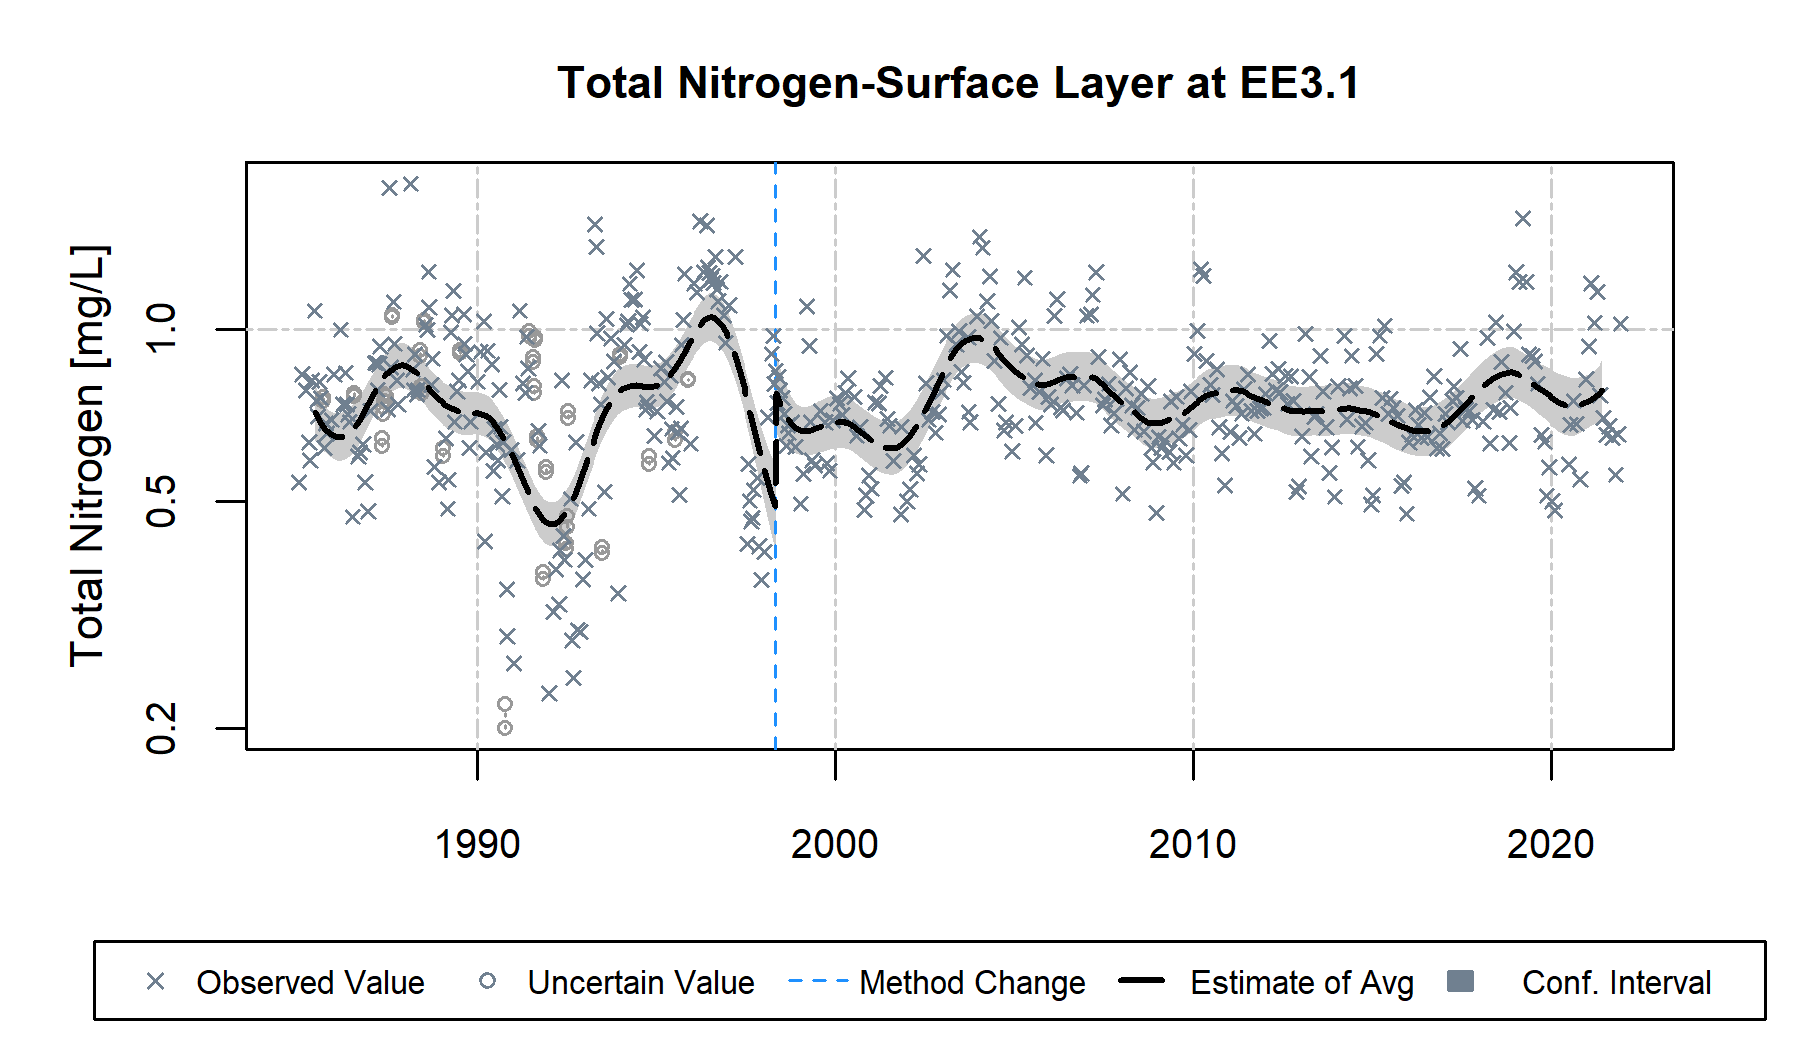 Total Nitrogen-Surface Layer at EE3.1
Total Nitrogen [mg/L]
1.0
0.5
0.2
1990 2000 2010 2020
Observed Value Uncertain Value Method Change Estimate of Avg Conf. Interval